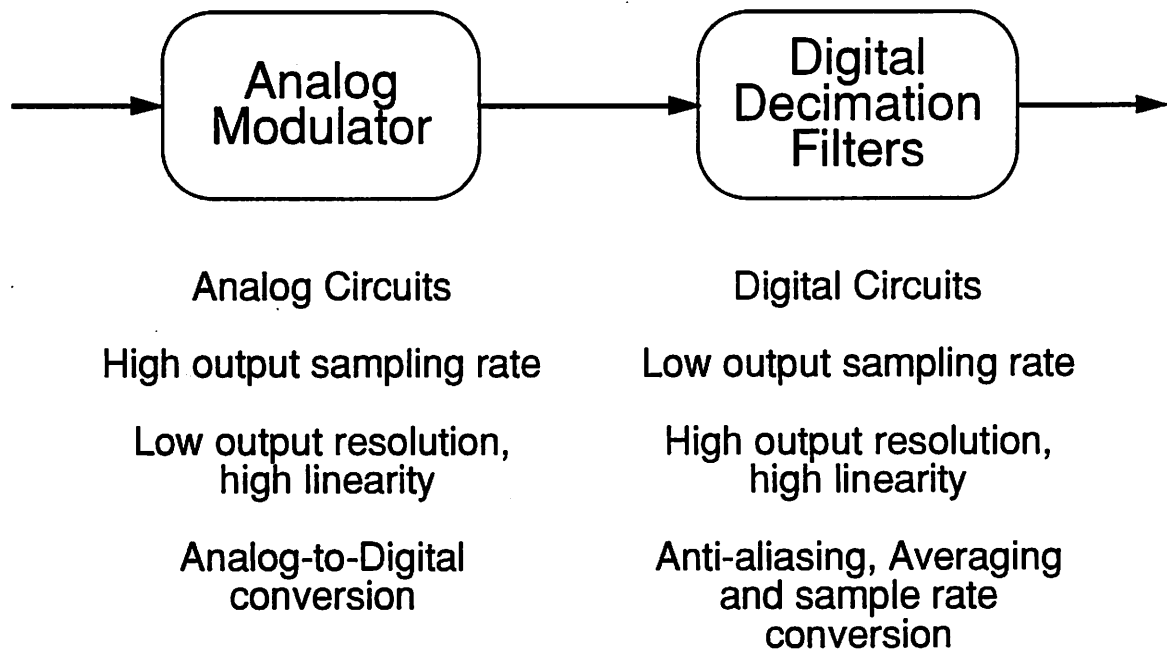 Analog
Modulator
Digital
Decimation
Filters
Analog Circuits
High output sampling rate
Low output resolution,
high linearity
Analog-to-Digital
conversion
Digital Circuits
Low output sampling rate
High output resolution,
high linearity
Anti-aliasing, Averaging
and sample rate
conversion